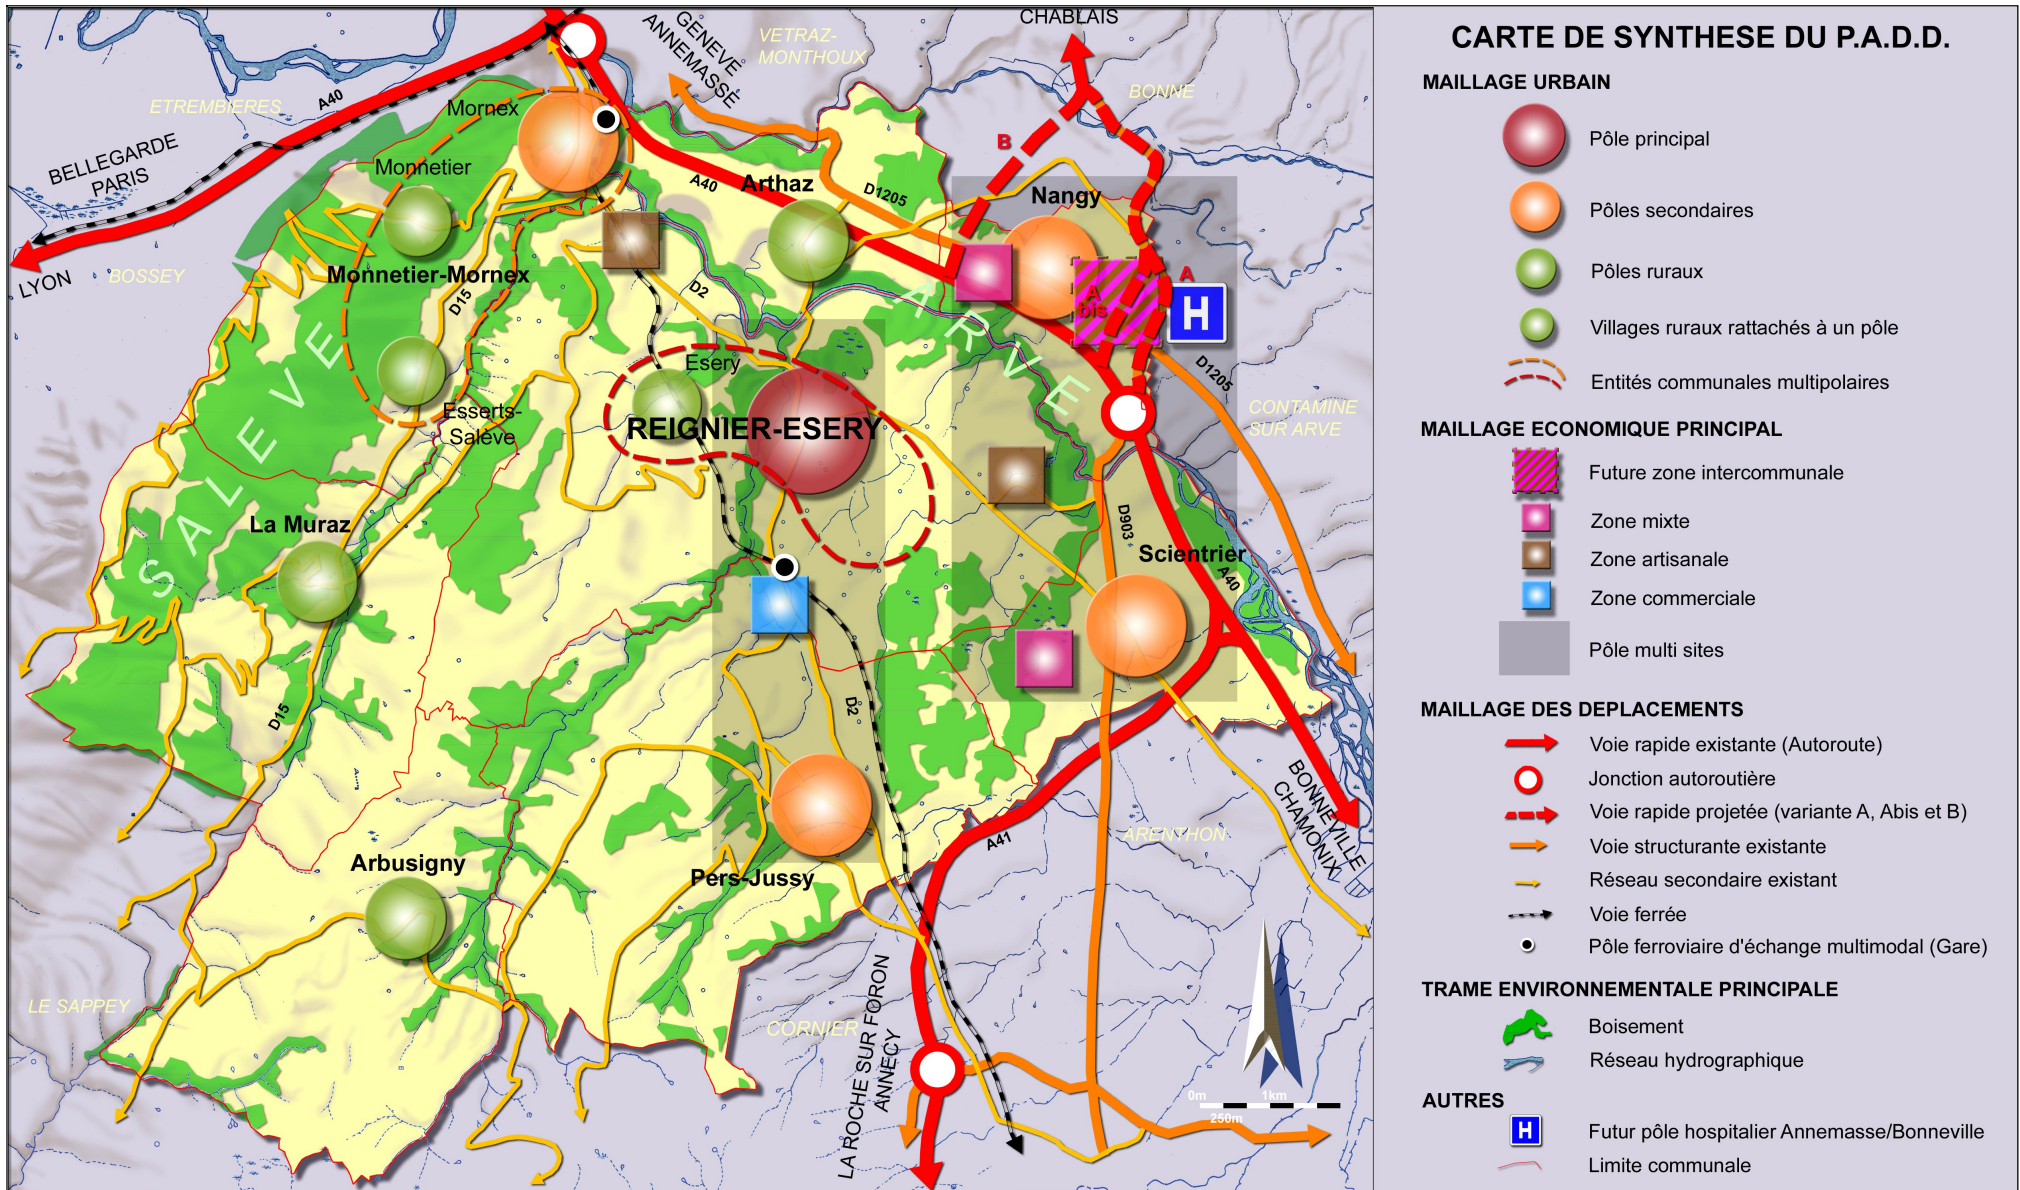 CHABLAIS
GENEVE
ANNEMASSE
VETRAZ-
MONTHOUX
BONNE
ETREMBIERES
A40
Mornex
BELLEGARDE
PARIS
Monnetier
B
A40
Arthaz
D1205
Nangy
LYON
BOSSEY
Monnetier-Mornex
D15
D2
A
A
bis
H
ARVE
SALEVE
Esery
D1205
REIGNIER-ESERY
Esserts-
Salève
CONTAMINE
SUR ARVE
La Muraz
D903
Scientrier
A40
D15
D2
BONNEVILLE
CHAMONIX
ARENTHON
A41
Arbusigny
Pers-Jussy
LE SAPPEY
CORNIER
LA ROCHE SUR FORON
ANNECY
0m
1km
250m
CARTE DE SYNTHESE DU P.A.D.D.
MAILLAGE URBAIN
Pôle principal
Pôles secondaires
Pôles ruraux
Villages ruraux rattachés à un pôle
Entités communales multipolaires
MAILLAGE ECONOMIQUE PRINCIPAL
Future zone intercommunale
Zone mixte
Zone artisanale
Zone commerciale
Pôle multi sites
MAILLAGE DES DEPLACEMENTS
Voie rapide existante (Autoroute)
Jonction autoroutière
Voie rapide projetée (variante A, Abis et B)
Voie structurante existante
Réseau secondaire existant
Voie ferrée
Pôle ferroviaire d'échange multimodal (Gare)
TRAME ENVIRONNEMENTALE PRINCIPALE
Boisement
Réseau hydrographique
AUTRES
H
Futur pôle hospitalier Annemasse/Bonneville
Limite communale